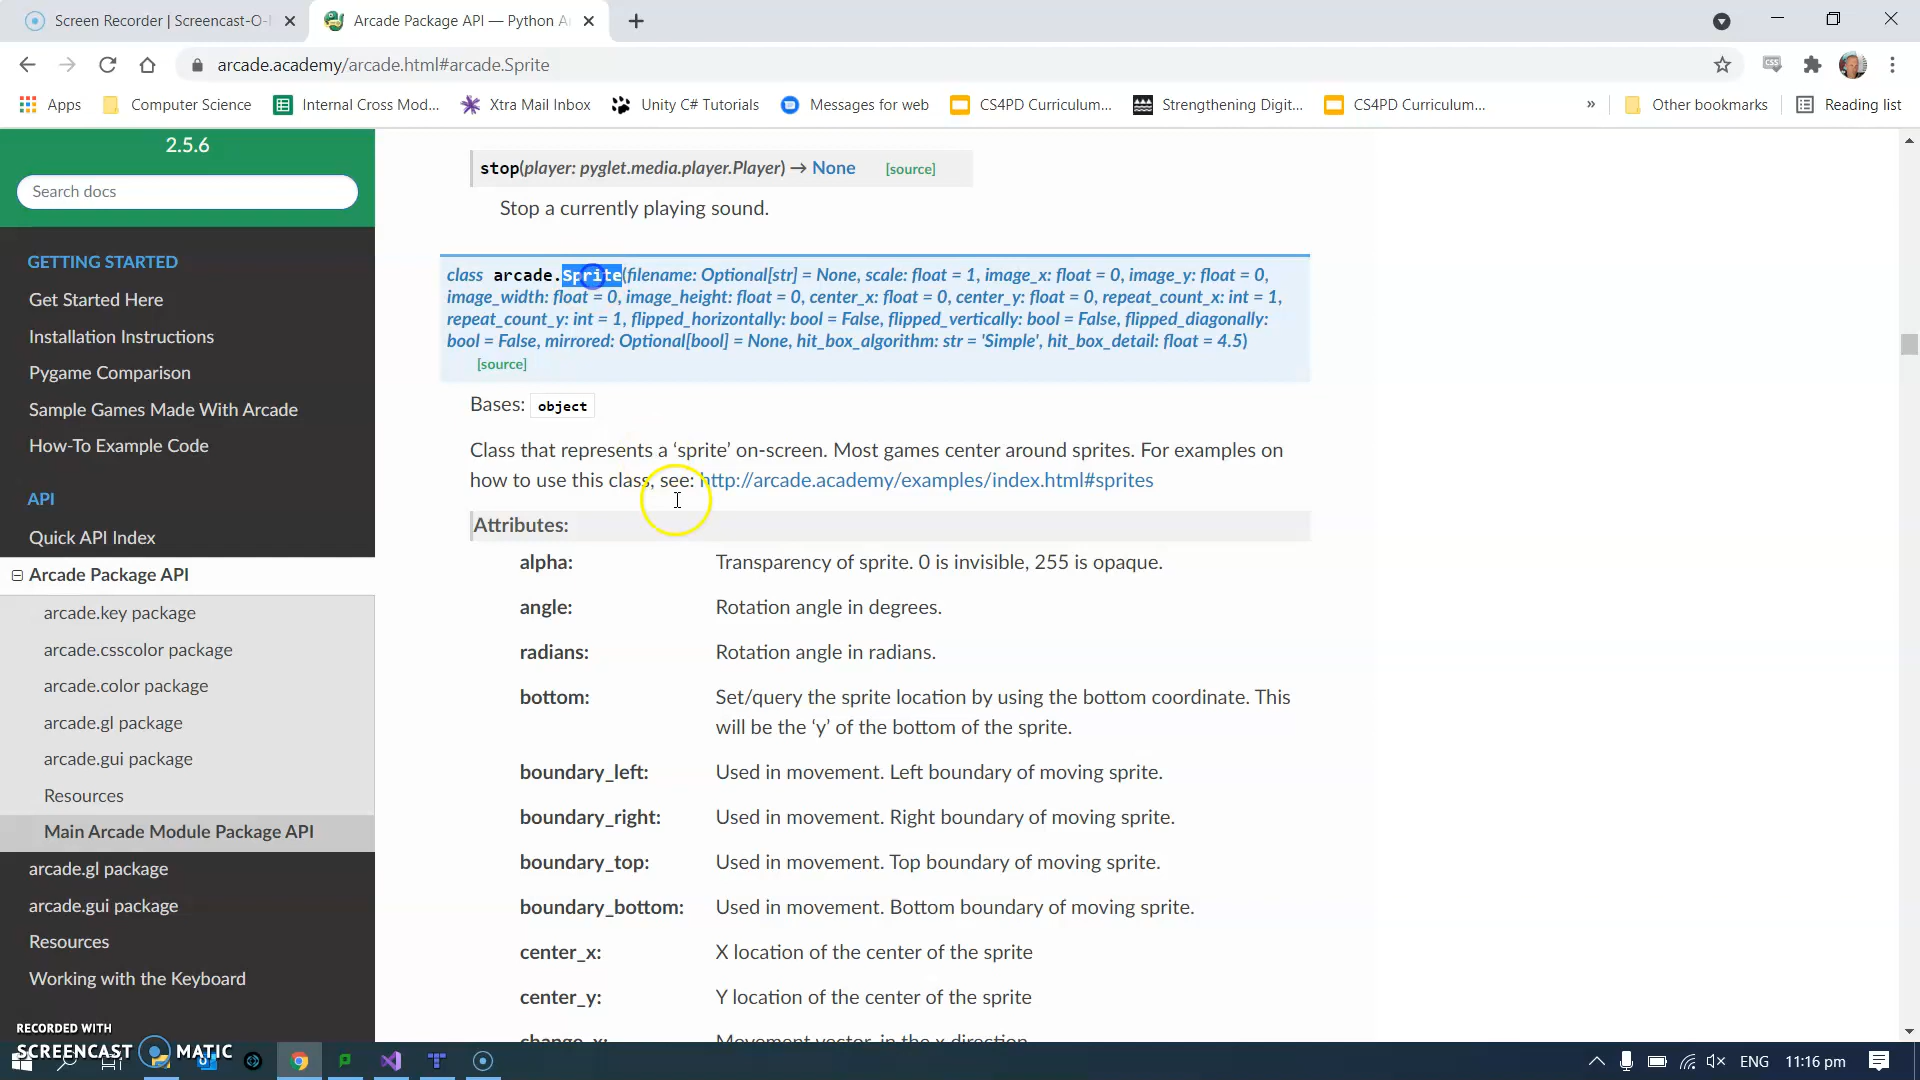 Screen Recorder | Screencast-O-
Arcade Package API — Python A
arcade.academy/arcade.html#arcade.Sprite
Apps
Computer Science
Internal Cross Mod...
Xtra Mail Inbox
Unity C# Tutorials
Messages for web
CS4PD Curriculum...
Strengthening Digit...
CS4PD Curriculum...
»
Other bookmarks
Reading list
2.5.6
Search docs
GETTING STARTED
Get Started Here
Installation Instructions
Pygame Comparison
Sample Games Made With Arcade
How-To Example Code
API
Quick API Index
Arcade Package API
arcade.key package
arcade.csscolor package
arcade.color package
arcade.gl package
arcade.gui package
Resources
Main Arcade Module Package API
arcade.gl package
arcade.gui package
Resources
Working with the Keyboard
stop(player: pyglet.media.player.Player) → None [source]
Stop a currently playing sound.
class arcade.Sprite(filename: Optional[str] = None, scale: float = 1, image_x: float = 0, image_y: float = 0,
image_width: float = 0, image_height: float = 0, center_x: float = 0, center_y: float = 0, repeat_count_x: int = 1,
repeat_count_y: int = 1, flipped_horizontally: bool = False, flipped_vertically: bool = False, flipped_diagonally:
bool = False, mirrored: Optional[bool] = None, hit_box_algorithm: str = 'Simple', hit_box_detail: float = 4.5)
[source]
Bases: object
Class that represents a ‘sprite’ on-screen. Most games center around sprites. For examples on
how to use this class, see: http://arcade.academy/examples/index.html#sprites
Attributes:
alpha: Transparency of sprite. 0 is invisible, 255 is opaque.
angle: Rotation angle in degrees.
radians: Rotation angle in radians.
bottom: Set/query the sprite location by using the bottom coordinate. This
will be the ‘y’ of the bottom of the sprite.
boundary_left: Used in movement. Left boundary of moving sprite.
boundary_right: Used in movement. Right boundary of moving sprite.
boundary_top: Used in movement. Top boundary of moving sprite.
boundary_bottom: Used in movement. Bottom boundary of moving sprite.
center_x: X location of the center of the sprite
center_y: Y location of the center of the sprite
change_x: Movement vector, in the x direction
RECORDED WITH
SCREENCAST MATIC
ENG 11:16 pm